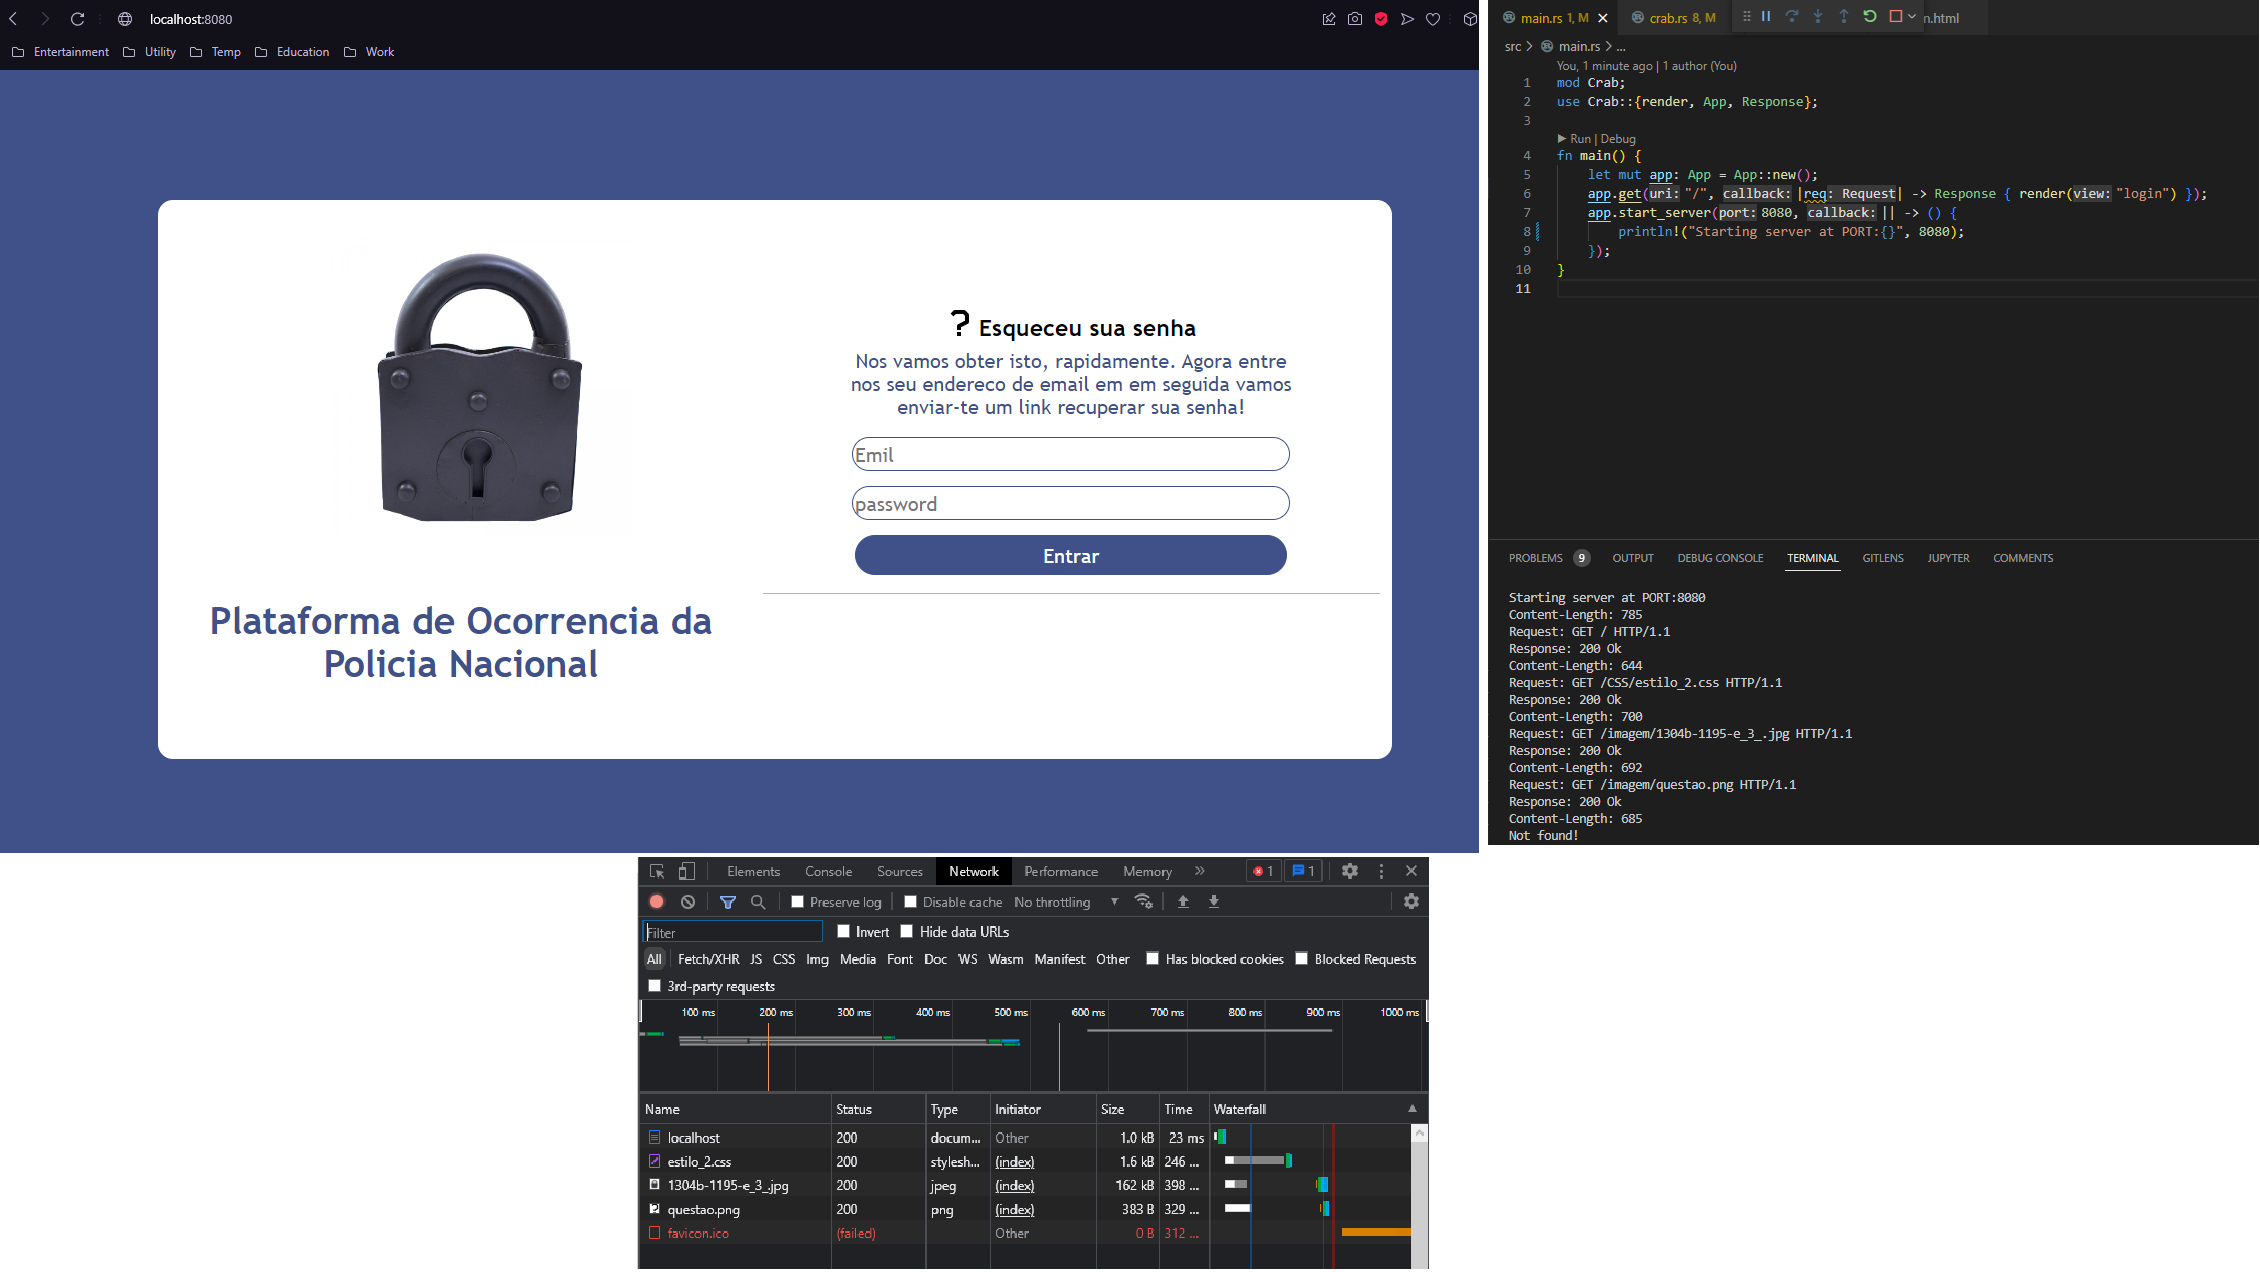 localhost:8080
Entertainment Utility Temp Education Work
? Esqueceu sua senha
Nos vamos obter isto, rapidamente. Agora entre
nos seu endereco de email em em seguida vamos
enviar-te um link recuperar sua senha!
Emil
password
Entrar
Plataforma de Ocorrencia da
Policia Nacional
main.rs 1, M crab.rs 8, M n.html
src > main.rs > ...
You, 1 minute ago | 1 author (You)
1 mod Crab;
2 use Crab::{render, App, Response};
3
Run | Debug
4 fn main() {
5 let mut app: App = App::new();
6 app.get(uri: "/", callback: |req: Request| -> Response { render(view: "login") });
7 app.start_server(port: 8080, callback: || -> () {
8 println!("Starting server at PORT:{}", 8080);
9 });
10 }
11
PROBLEMS 9 OUTPUT DEBUG CONSOLE TERMINAL GITLENS JUPYTER COMMENTS
Starting server at PORT:8080
Content-Length: 785
Request: GET / HTTP/1.1
Response: 200 Ok
Content-Length: 644
Request: GET /CSS/estilo_2.css HTTP/1.1
Response: 200 Ok
Content-Length: 700
Request: GET /imagem/1304b-1195-e_3_.jpg HTTP/1.1
Response: 200 Ok
Content-Length: 692
Request: GET /imagem/questao.png HTTP/1.1
Response: 200 Ok
Content-Length: 685
Not found!
Elements Console Sources Network Performance Memory » 1 1
Preserve log Disable cache No throttling
Filter Invert Hide data URLs
All Fetch/XHR JS CSS Img Media Font Doc WS Wasm Manifest Other Has blocked cookies Blocked Requests
3rd-party requests
100 ms 200 ms 300 ms 400 ms 500 ms 600 ms 700 ms 800 ms 900 ms 1000 ms
Name Status Type Initiator Size Time Waterfall
localhost 200 docum... Other 1.0 kB 23 ms
estilo_2.css 200 stylesh... (index) 1.6 kB 246 ...
1304b-1195-e_3_.jpg 200 jpeg (index) 162 kB 398 ...
questao.png 200 png (index) 383 B 329 ...
favicon.ico (failed) Other 0 B 312 ...